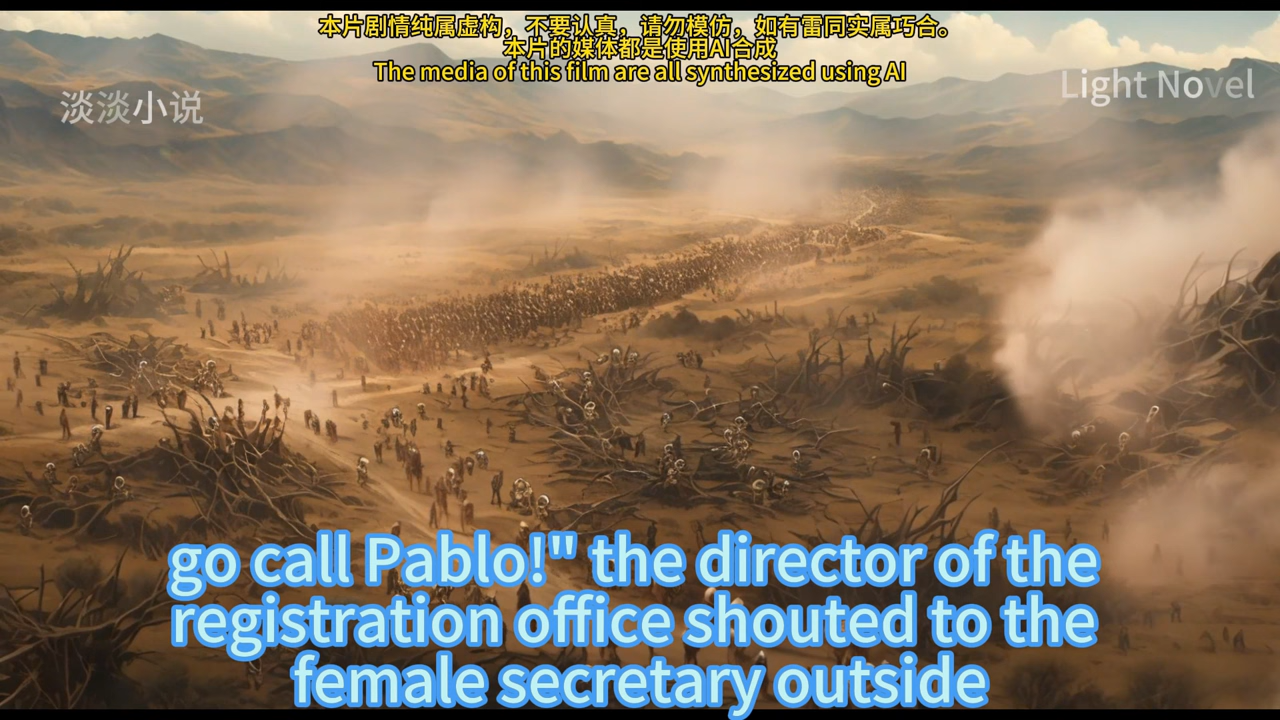 本片剧情纯属虚构，不要认真，请勿模仿，如有雷同实属巧合。
本片的媒体都是使用AI合成
The media of this film are all synthesized using AI
淡淡小说
Light Novel
go call Pablo!" the director of the
registration office shouted to the
female secretary outside